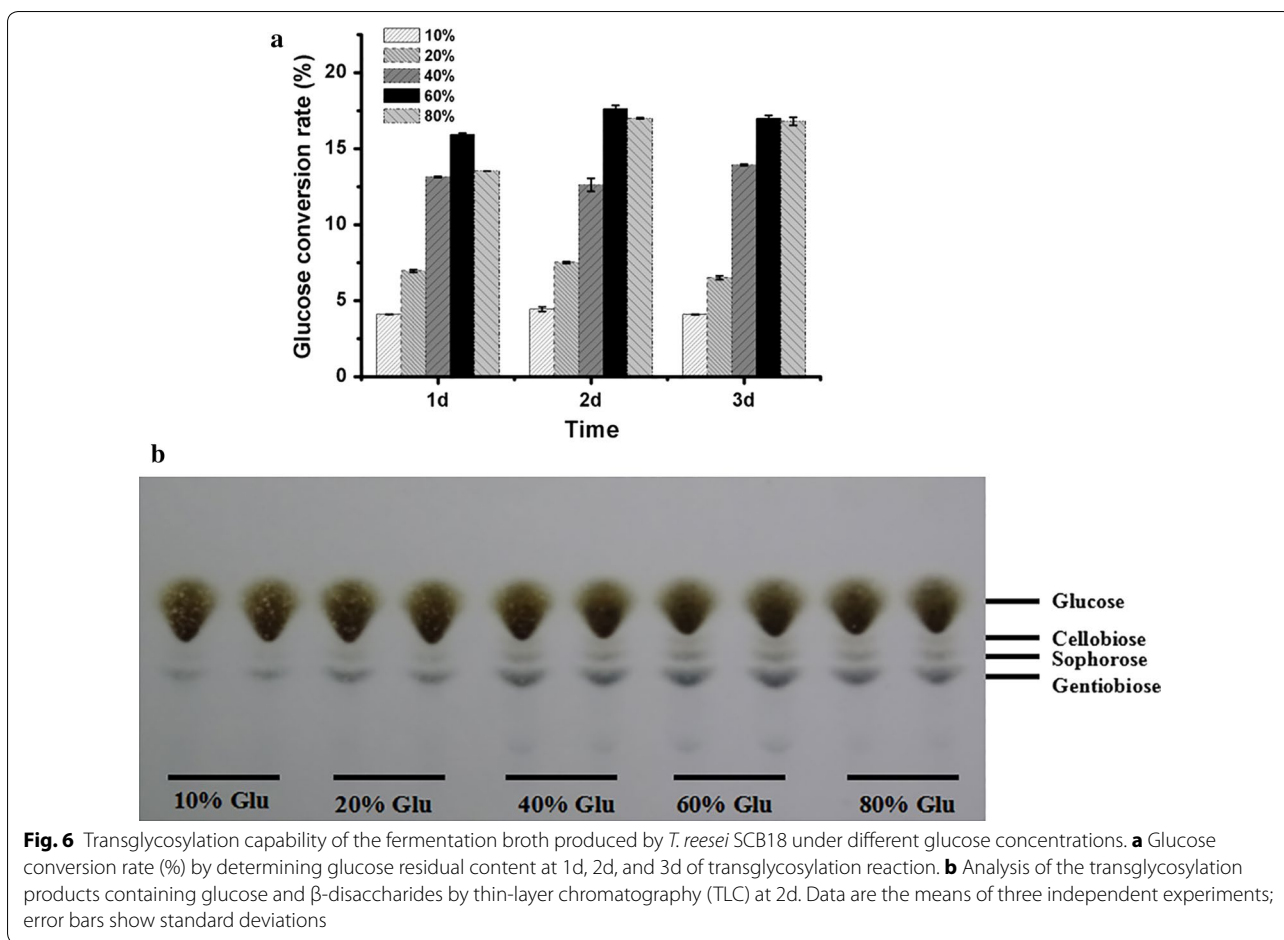 a
10%
20%
40%
60%
80%
Glucose conversion rate (%)
20
15
10
5
0
1d 2d 3d
Time
b
Glucose
Cellobiose
Sophorose
Gentiobiose
10% Glu 20% Glu 40% Glu 60% Glu 80% Glu
Fig. 6 Transglycosylation capability of the fermentation broth produced by T. reesei SCB18 under different glucose concentrations. a Glucose
conversion rate (%) by determining glucose residual content at 1d, 2d, and 3d of transglycosylation reaction. b Analysis of the transglycosylation
products containing glucose and β-disaccharides by thin-layer chromatography (TLC) at 2d. Data are the means of three independent experiments;
error bars show standard deviations